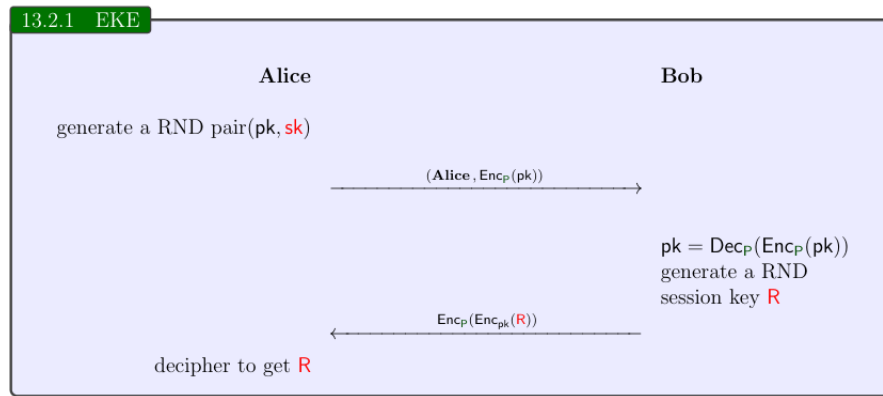 13.2.1 EKE
Alice Bob
generate a RND pair(pk, sk)
(Alice, Enc_P(pk))
pk = Dec_P(Enc_P(pk))
generate a RND
session key R
Enc_P(Enc_pk(R))
decipher to get R